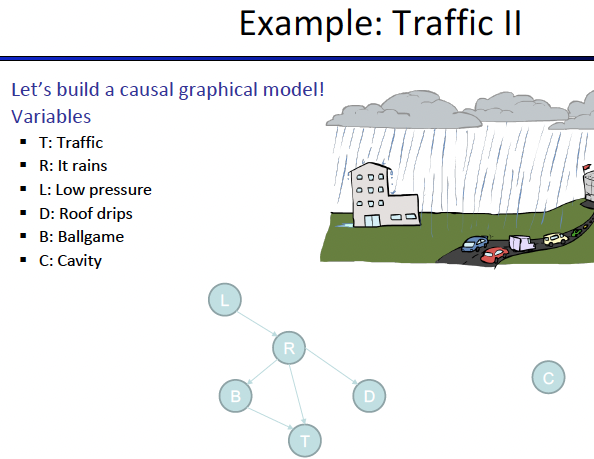 Example: Traffic II
Let's build a causal graphical model!
Variables
T: Traffic
R: It rains
L: Low pressure
D: Roof drips
B: Ballgame
C: Cavity
L
R
C
B
D
T